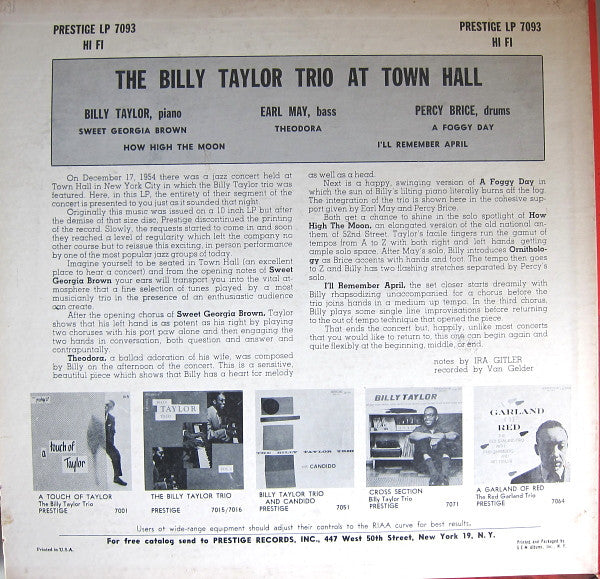 PRESTIGE LP 7093
HI FI
PRESTIGE LP 7093
HI FI
THE BILLY TAYLOR TRIO AT TOWN HALL
BILLY TAYLOR, piano
EARL MAY, bass
PERCY BRICE, drums
SWEET GEORGIA BROWN
THEODORA
A FOGGY DAY
HOW HIGH THE MOON
I'LL REMEMBER APRIL
On December 17, 1954 there was a jazz concert held at
Town Hall in New York City in which the Billy Taylor trio was
featured. Here, in this LP, the entirety of their segment of the
concert is presented to you just as it sounded that night.
Originally this music was issued on a 10 inch LP but after
the demise of that size disc, Prestige discontinued the printing
of the record. Slowly, the requests started to come in and soon
they reached a level of regularity which left the company no
other course but to reissue this exciting, in person performance
by one of the most popular jazz groups of today.
Imagine yourself to be seated in Town Hall (an excellent
place to hear a concert) and from the opening notes of Sweet
Georgia Brown your ears will transport you into the vital at-
mosphere that a fine selection of tunes played by a most
musicianly trio in the presence of an enthusiastic audience
can create.
After the opening chorus of Sweet Georgia Brown, Taylor
shows that his left hand is as potent as his right by playing
two choruses with his port paw alone and then engaging the
two hands in conversation, both question and answer and
contrapuntally.
Theodora, a ballad adoration of his wife, was composed
by Billy on the afternoon of the concert. This is a sensitive,
beautiful piece which shows that Billy has a heart for melody
as well as a head.
Next is a happy, swinging version of A Foggy Day in
which the sun of Billy's lilting piano literally burns off the fog.
The integration of the trio is shown here in the cohesive sup-
port given by Earl May and Percy Brice.
Both get a chance to shine in the solo spotlight of How
High The Moon, an elongated version of the old national an-
them of 52nd Street. Taylor's facile fingers run the gamut of
tempos from A to Z with both right and left hands getting
ample solo space. After May's solo, Billy introduces Ornitholo-
gy as Brice accents with hands and foot. The tempo then goes
to Z and Billy has two flashing stretches separated by Percy's
solo.
I'll Remember April, the set closer starts dreamily with
Billy rhapsodizing unaccompanied for a chorus before the
trio joins hands in a medium up tempo. In the third chorus,
Billy plays some single line improvisations before returning
to the out of tempo technique that opened the piece.
That ends the concert but, happily, unlike most concerts
that you would like to return to, this one can begin again and
quite flexibly at the beginning, middle, or end.
notes by IRA GITLER
recorded by Van Gelder
a touch of
Taylor
BILLY
TAYLOR
TRIO
THE BILLY TAYLOR TRIO
WITH CANDIDO
BILLY TAYLOR
GARLAND
OF
RED
A TOUCH OF TAYLOR
The Billy Taylor Trio
PRESTIGE 7001
THE BILLY TAYLOR TRIO
PRESTIGE 7015/7016
BILLY TAYLOR TRIO
AND CANDIDO
PRESTIGE 7051
CROSS SECTION
Billy Taylor Trio
PRESTIGE 7071
A GARLAND OF RED
The Red Garland Trio
PRESTIGE 7064
Users of wide-range equipment should adjust their controls to the RIAA curve for best results.
For free catalog send to PRESTIGE RECORDS, INC., 447 West 50th Street, New York 19, N. Y.
Printed in U.S.A.
Printed and Packaged by